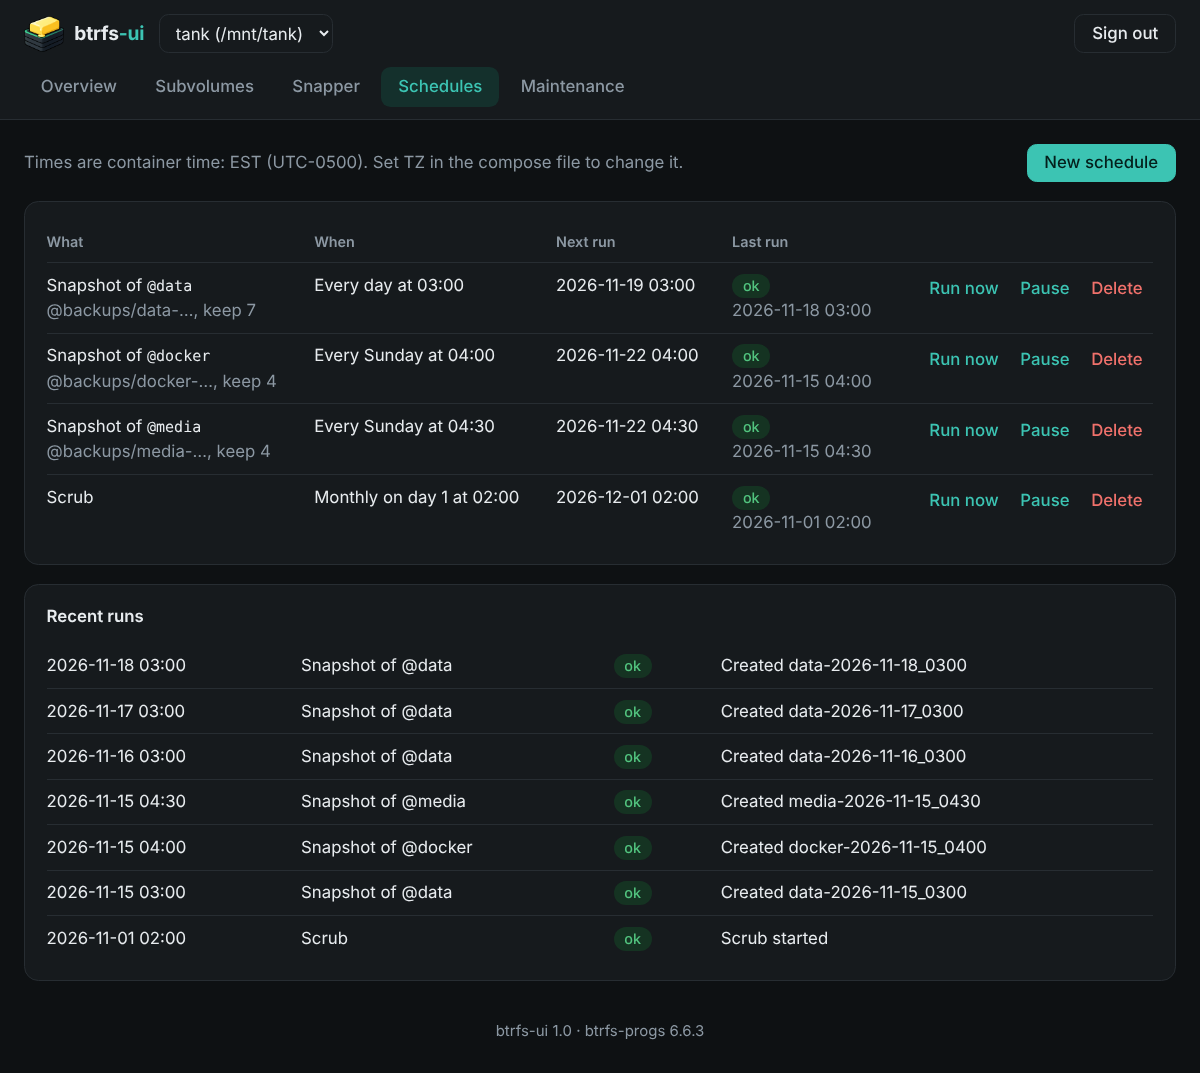 btrfs-ui
tank (/mnt/tank)
Sign out
Overview Subvolumes Snapper Schedules Maintenance
Times are container time: EST (UTC-0500). Set TZ in the compose file to change it.
New schedule
What When Next run Last run
Snapshot of @data Every day at 03:00 2026-11-19 03:00 ok Run now Pause Delete
@backups/data-..., keep 7 2026-11-18 03:00
Snapshot of @docker Every Sunday at 04:00 2026-11-22 04:00 ok Run now Pause Delete
@backups/docker-..., keep 4 2026-11-15 04:00
Snapshot of @media Every Sunday at 04:30 2026-11-22 04:30 ok Run now Pause Delete
@backups/media-..., keep 4 2026-11-15 04:30
Scrub Monthly on day 1 at 02:00 2026-12-01 02:00 ok Run now Pause Delete
2026-11-01 02:00
Recent runs
2026-11-18 03:00 Snapshot of @data ok Created data-2026-11-18_0300
2026-11-17 03:00 Snapshot of @data ok Created data-2026-11-17_0300
2026-11-16 03:00 Snapshot of @data ok Created data-2026-11-16_0300
2026-11-15 04:30 Snapshot of @media ok Created media-2026-11-15_0430
2026-11-15 04:00 Snapshot of @docker ok Created docker-2026-11-15_0400
2026-11-15 03:00 Snapshot of @data ok Created data-2026-11-15_0300
2026-11-01 02:00 Scrub ok Scrub started
btrfs-ui 1.0 · btrfs-progs 6.6.3